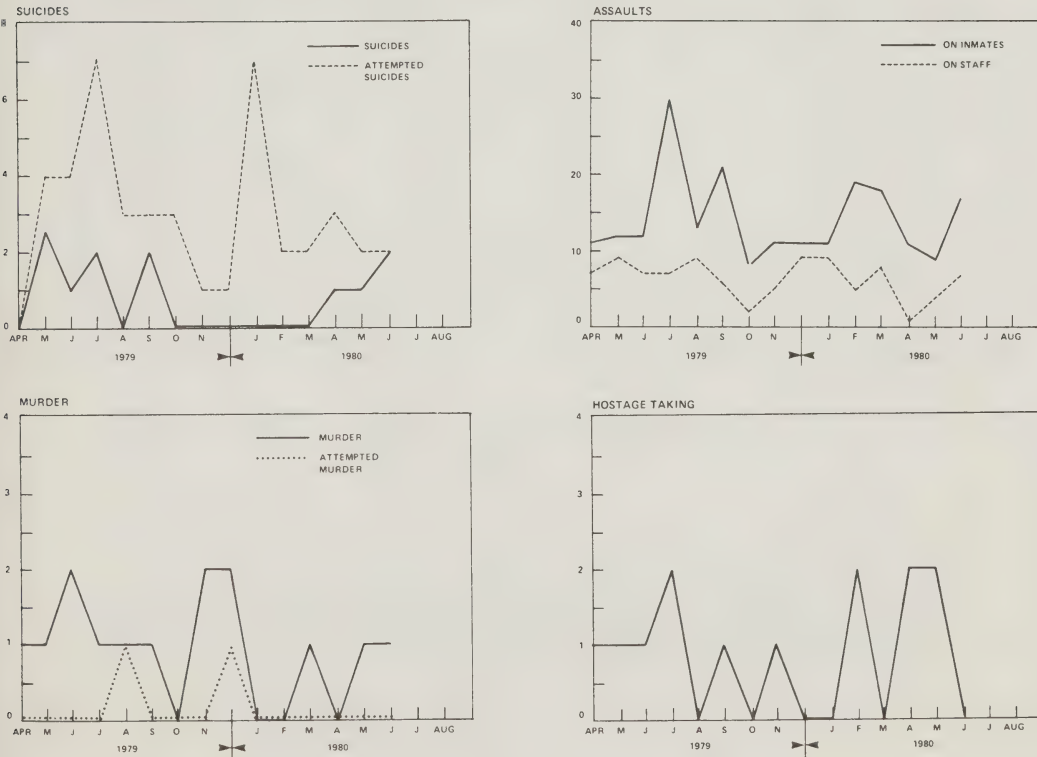 SUICIDES
SUICIDES
ATTEMPTED
SUICIDES
8
6
4
2
0
APR M J J A S O N J F M A M J J AUG
1979 1980
ASSAULTS
ON INMATES
ON STAFF
40
30
20
10
0
APR M J J A S O N J F M A M J J AUG
1979 1980
MURDER
MURDER
ATTEMPTED
MURDER
4
3
2
1
0
APR M J J A S O N J F M A M J J AUG
1979 1980
HOSTAGE TAKING
4
3
2
1
0
APR M J J A S O N J F M A M J J AUG
1979 1980